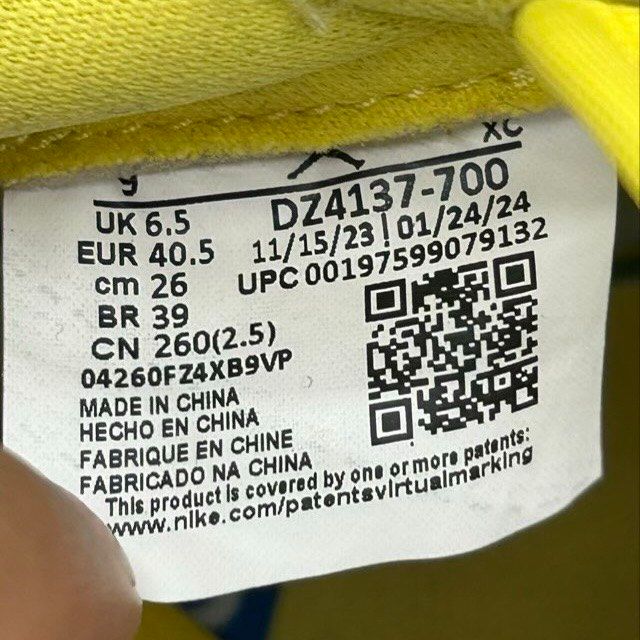 XC
UK 6.5
EUR 40.5
cm 26
BR 39
CN 260(2.5)
DZ4137-700
11/15/23 | 01/24/24
UPC 00197599079132
04260FZ4XB9VP
MADE IN CHINA
HECHO EN CHINA
FABRIQUE EN CHINE
FABRICADO NA CHINA
This product is covered by one or more patents:
www.nike.com/patentsvirtualmarking